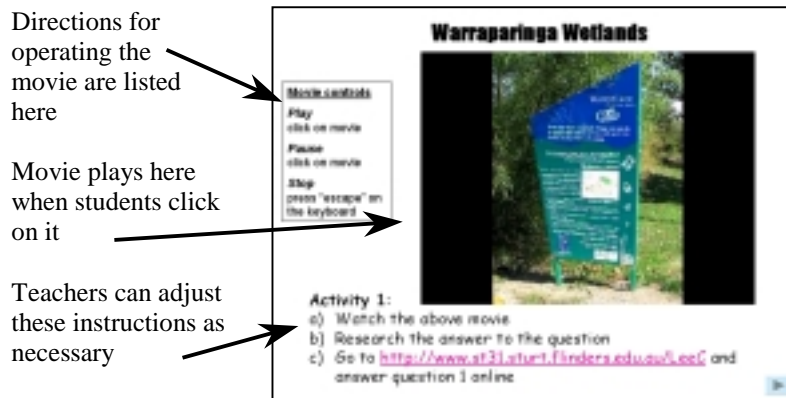 Directions for
operating the
movie are listed
here
Movie plays here
when students click
on it
Teachers can adjust
these instructions as
necessary
Warraparinga Wetlands
Movie controls
Play
click on movie
Pause
click on movie
Stop
press "escape" on
the keyboard
Activity 1:
a) Watch the above movie
b) Research the answer to the question
c) Go to http://www.st31.sturt.flinders.edu.au/LeeC and
answer question 1 online